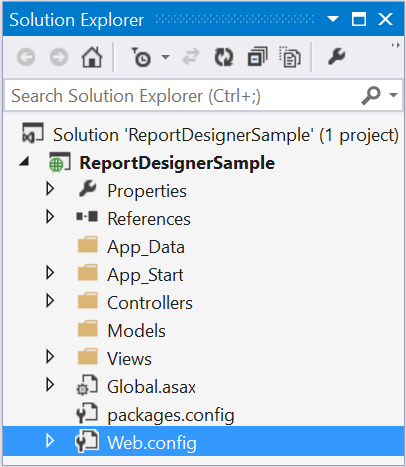 Solution Explorer
Search Solution Explorer (Ctrl+;)
Solution 'ReportDesignerSample' (1 project)
ReportDesignerSample
Properties
References
App_Data
App_Start
Controllers
Models
Views
Global.asax
packages.config
Web.config